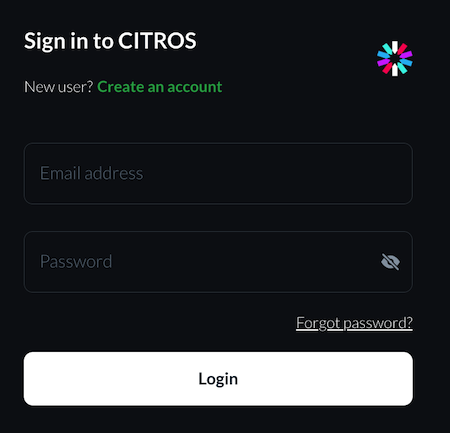 Sign in to CITROS
New user? Create an account
Email address
Password
Forgot password?
Login